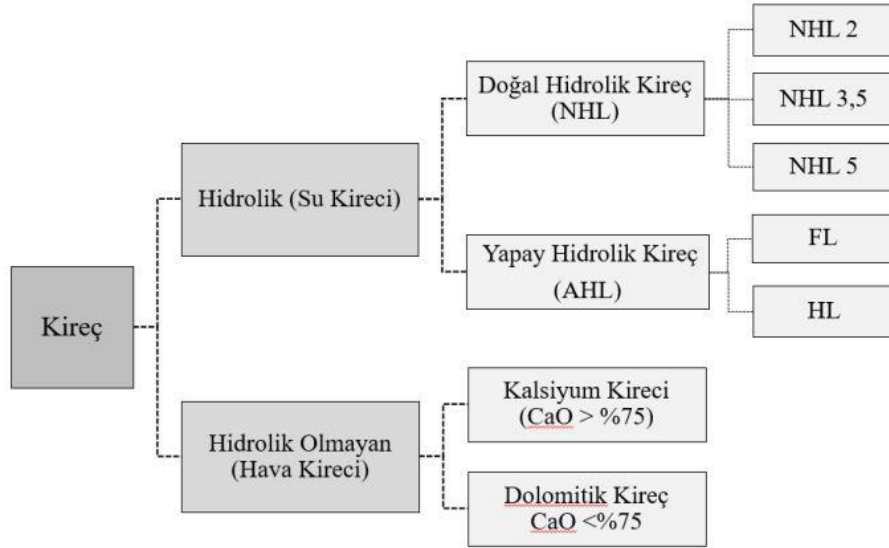 Kireç
Hidrolik (Su Kireci)
Doğal Hidrolik Kireç
(NHL)
NHL 2
NHL 3,5
NHL 5
Yapay Hidrolik Kireç
(AHL)
FL
HL
Hidrolik Olmayan
(Hava Kireci)
Kalsiyum Kireci
(CaO > %75)
Dolomitik Kireç
CaO <%75